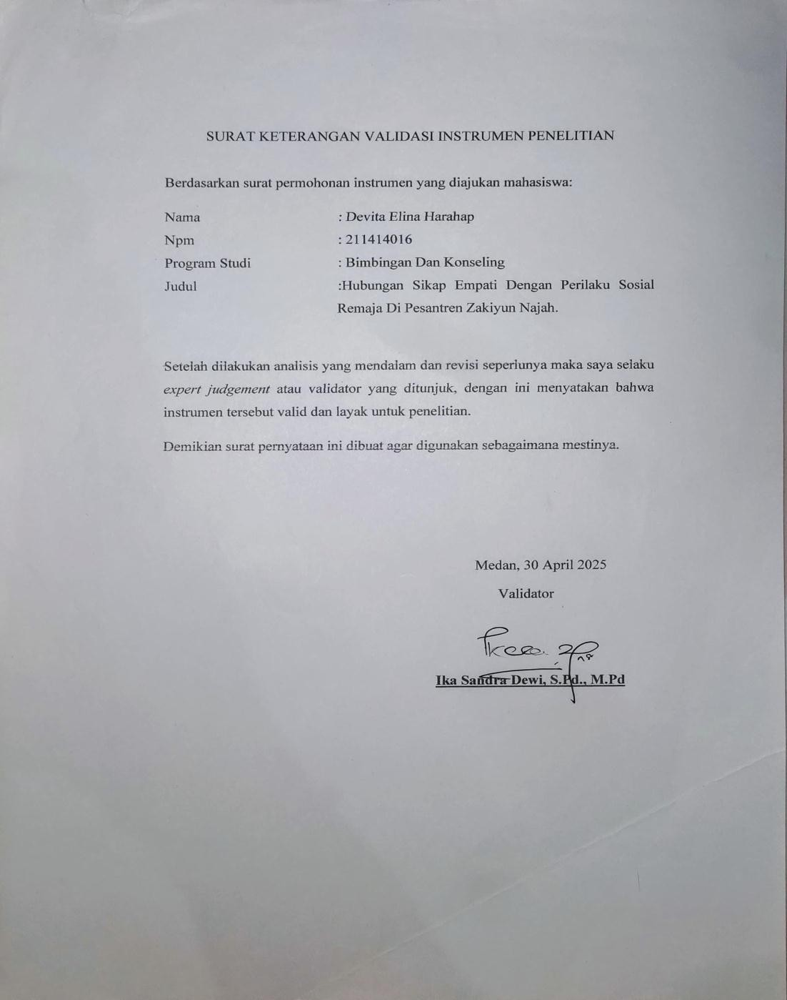 SURAT KETERANGAN VALIDASI INSTRUMEN PENELITIAN
Berdasarkan surat permohonan instrumen yang diajukan mahasiswa:
Nama : Devita Elina Harahap
Npm : 211414016
Program Studi : Bimbingan Dan Konseling
Judul :Hubungan Sikap Empati Dengan Perilaku Sosial
Remaja Di Pesantren Zakiyun Najah.
Setelah dilakukan analisis yang mendalam dan revisi seperlunya maka saya selaku
expert judgement atau validator yang ditunjuk, dengan ini menyatakan bahwa
instrumen tersebut valid dan layak untuk penelitian.
Demikian surat pernyataan ini dibuat agar digunakan sebagaimana mestinya.
Medan, 30 April 2025
Validator
Ika Sandra Dewi, S.Pd., M.Pd